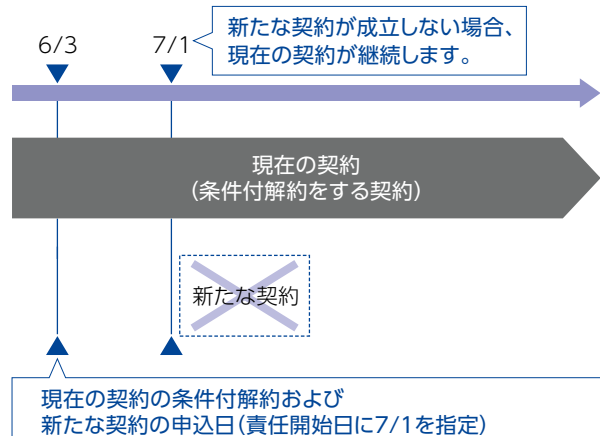 6/3
7/1
新たな契約が成立しない場合、
現在の契約が継続します。
現在の契約
(条件付解約をする契約)
新たな契約
現在の契約の条件付解約および
新たな契約の申込日(責任開始日に7/1を指定)